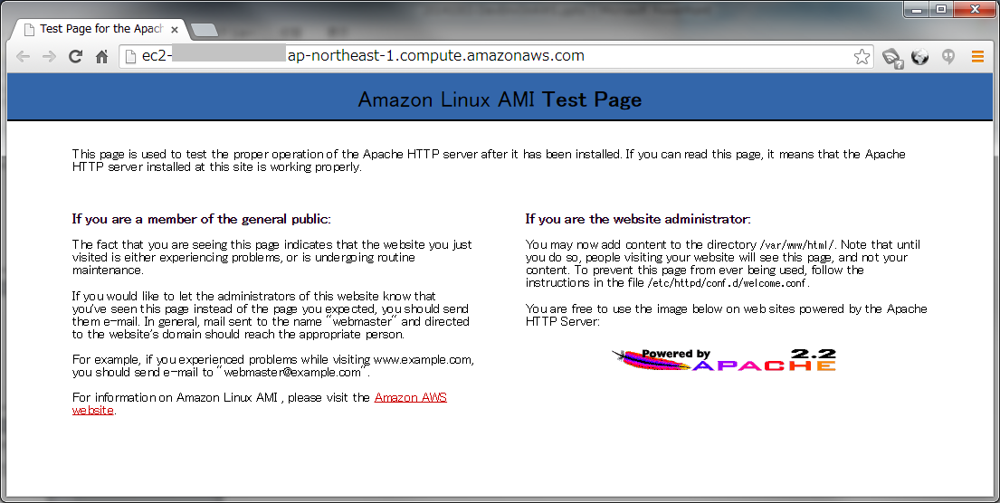 Test Page for the Apach
ec2- ap-northeast-1.compute.amazonaws.com
Amazon Linux AMI Test Page
This page is used to test the proper operation of the Apache HTTP server after it has been installed. If you can read this page, it means that the Apache
HTTP server installed at this site is working properly.
If you are a member of the general public:
The fact that you are seeing this page indicates that the website you just
visited is either experiencing problems, or is undergoing routine
maintenance.
If you would like to let the administrators of this website know that
you've seen this page instead of the page you expected, you should send
them e-mail. In general, mail sent to the name "webmaster" and directed
to the website's domain should reach the appropriate person.
For example, if you experienced problems while visiting www.example.com,
you should send e-mail to "webmaster@example.com".
For information on Amazon Linux AMI , please visit the Amazon AWS
website.
If you are the website administrator:
You may now add content to the directory /var/www/html/. Note that until
you do so, people visiting your website will see this page, and not your
content. To prevent this page from ever being used, follow the
instructions in the file /etc/httpd/conf.d/welcome.conf.
You are free to use the image below on web sites powered by the Apache
HTTP Server:
Powered by 2.2
APACHE